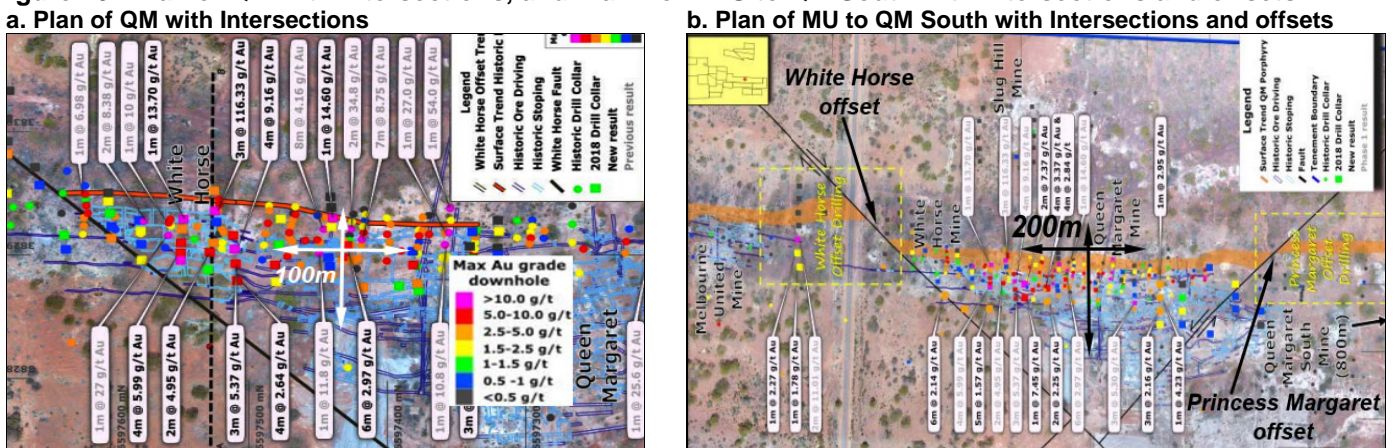 a. Plan of QM with Intersections
b. Plan of MU to QM South with Intersections and offsets
1m @ 6.98 g/t Au
2m @ 8.38 g/t Au
1m @ 10 g/t Au
1m @ 13.70 g/t Au
3m @ 116.33 g/t Au
4m @ 9.16 g/t Au
8m @ 4.16 g/t Au
1m @ 14.60 g/t Au
2m @ 34.8 g/t Au
7m @ 8.75 g/t Au
1m @ 27.0 g/t Au
1m @ 54.0 g/t Au
Legend
White Horse Offset
Surface Trend Historic
Historic Ore Driving
Historic Stoping
White Horse Fault
Historic Drill Collar
2018 Drill Collar
New result
Previous result
White
Horse
100m
Max Au grade
downhole
>10.0 g/t
5.0-10.0 g/t
2.5-5.0 g/t
1.5-2.5 g/t
1-1.5 g/t
0.5 -1 g/t
<0.5 g/t
Queen
Margaret
1m @ 27 g/t Au
4m @ 5.99 g/t Au
2m @ 4.95 g/t Au
3m @ 5.37 g/t Au
4m @ 2.64 g/t Au
1m @ 11.8 g/t Au
6m @ 2.97 g/t Au
1m @ 10.8 g/t Au
3m @
1m @ 25.6 g/t Au
6597600 mN
White Horse
offset
Slug Hill
Mine
1m @ 13.70 g/t Au
3m @ 116.33 g/t Au
4m @ 9.16 g/t Au
2m @ 7.37 g/t Au
4m @ 3.37 g/t Au &
4m @ 2.84 g/t Au
1m @ 14.60 g/t Au
1m @ 2.95 g/t Au
Legend
Surface Trend QM Porphyry
Historic Ore Driving
Historic Stoping
Fault
Tenement Boundary
Historic Drill Collar
2018 Drill Collar
New result
Phase 1 result
Melbourne
United
Mine
White Horse
Offset Drilling
White
Horse
Mine
200m
Queen
Margaret
Mine
Princess
Margaret
Offset
Drilling
Queen
Margaret
South
Mine
(800m)
1m @ 2.27 g/t Au
1m @ 1.78 g/t Au
3m @ 11.01 g/t Au
6m @ 2.14 g/t Au
4m @ 5.99 g/t Au
5m @ 1.57 g/t Au
2m @ 4.95 g/t Au
3m @ 5.37 g/t Au
1m @ 7.45 g/t Au
2m @ 2.25 g/t Au
6m @ 2.97 g/t Au
3m @ 5.30 g/t Au
3m @ 2.16 g/t Au
1m @ 4.23 g/t Au
Princess Margaret
offset